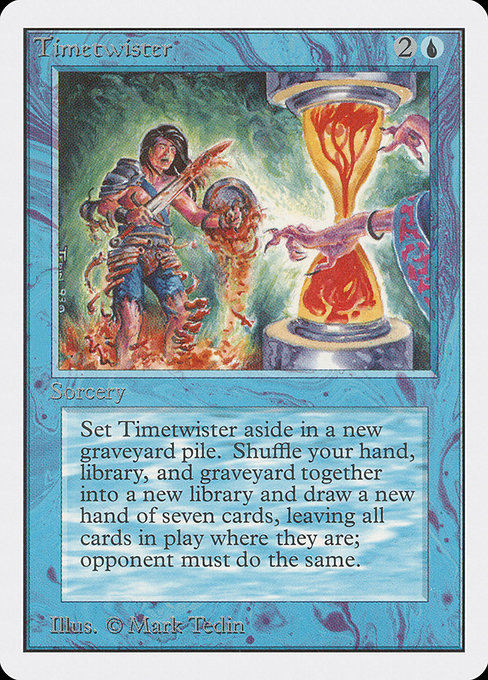 Timetwister 2
Sorcery
Set Timetwister aside in a new
graveyard pile. Shuffle your hand,
library, and graveyard together
into a new library and draw a new
hand of seven cards, leaving all
cards in play where they are;
opponent must do the same.
Illus. © Mark Tedin